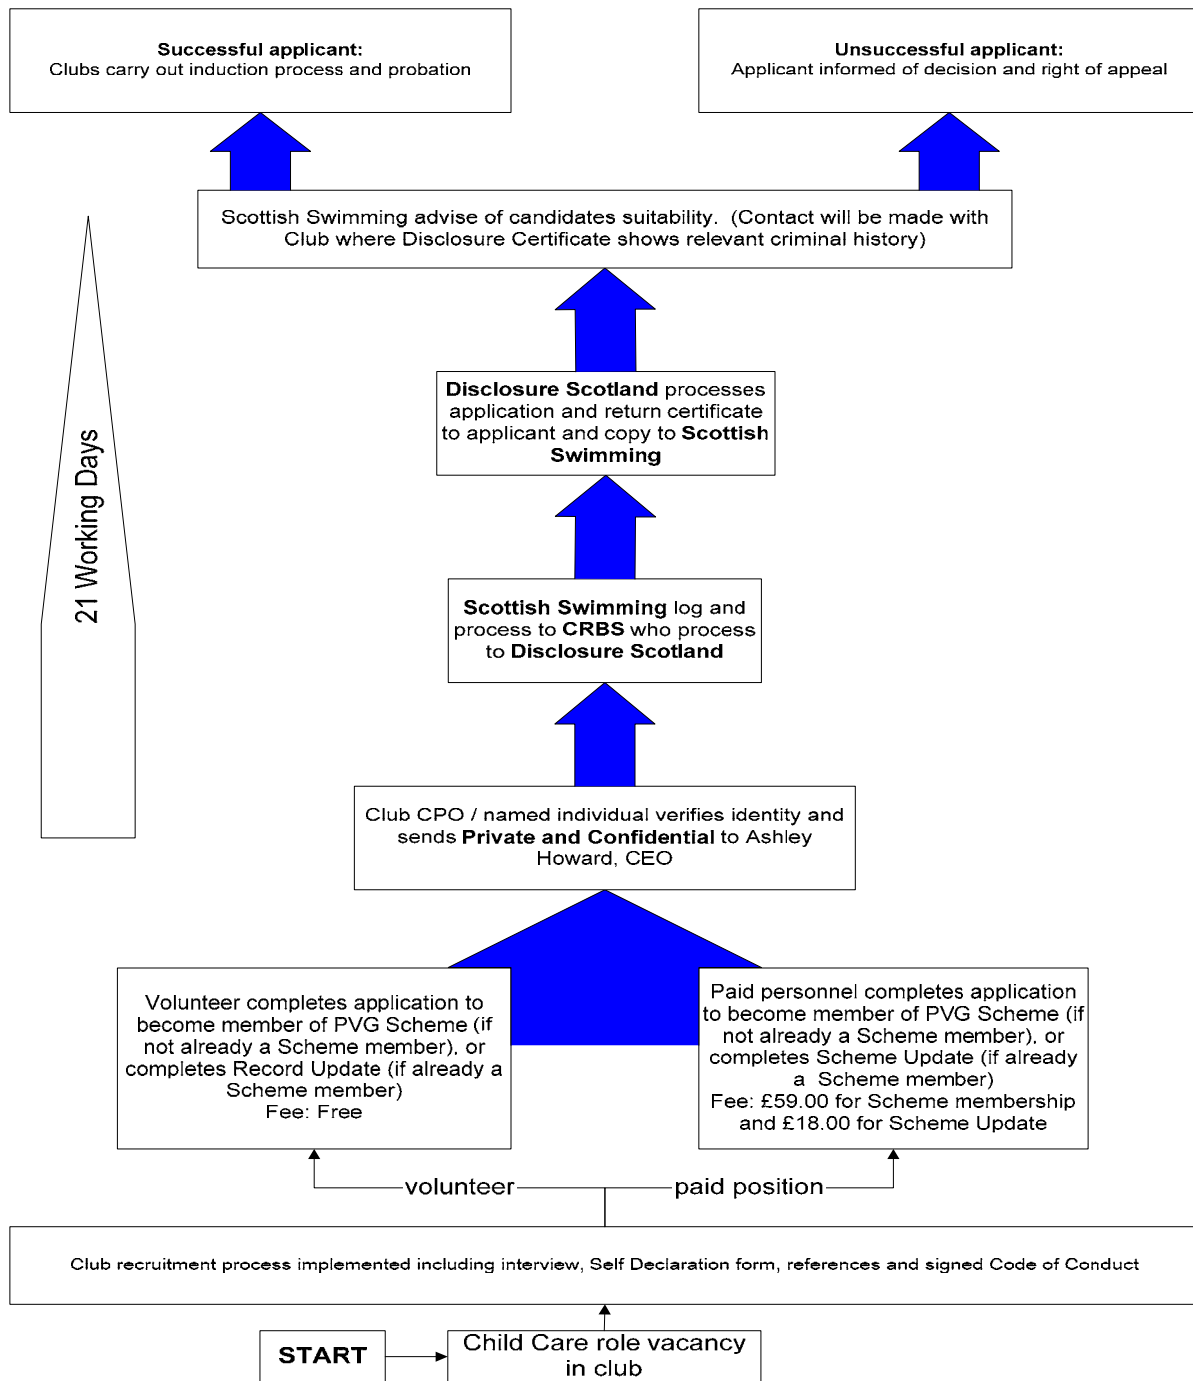 Successful applicant:
Clubs carry out induction process and probation
Unsuccessful applicant:
Applicant informed of decision and right of appeal
Scottish Swimming advise of candidates suitability. (Contact will be made with
Club where Disclosure Certificate shows relevant criminal history)
Disclosure Scotland processes
application and return certificate
to applicant and copy to Scottish
Swimming
21 Working Days
Scottish Swimming log and
process to CRBS who process
to Disclosure Scotland
Club CPO / named individual verifies identity and
sends Private and Confidential to Ashley
Howard, CEO
Volunteer completes application to
become member of PVG Scheme (if
not already a Scheme member), or
completes Record Update (if already a
Scheme member)
Fee: Free
Paid personnel completes application
to become member of PVG Scheme (if
not already a Scheme member), or
completes Scheme Update (if already
a Scheme member)
Fee: £59.00 for Scheme membership
and £18.00 for Scheme Update
volunteer
paid position
Club recruitment process implemented including interview, Self Declaration form, references and signed Code of Conduct
START
Child Care role vacancy
in club